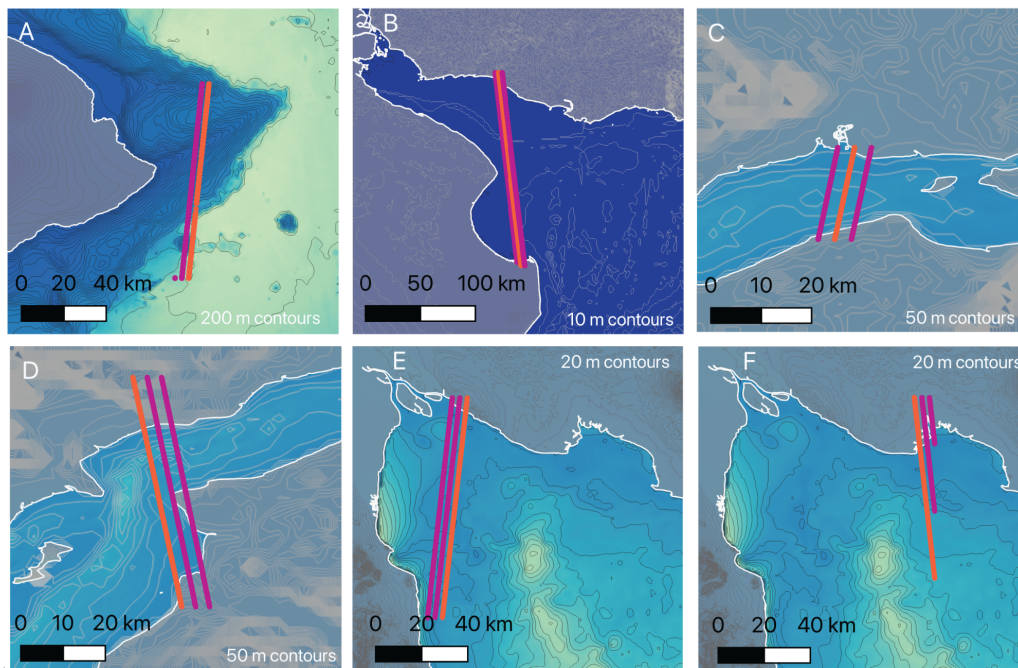 A
0 20 40 km
200 m contours
B
0 50 100 km
10 m contours
C
0 10 20 km
50 m contours
D
0 10 20 km
50 m contours
E
20 m contours
0 20 40 km
F
20 m contours
0 20 40 km